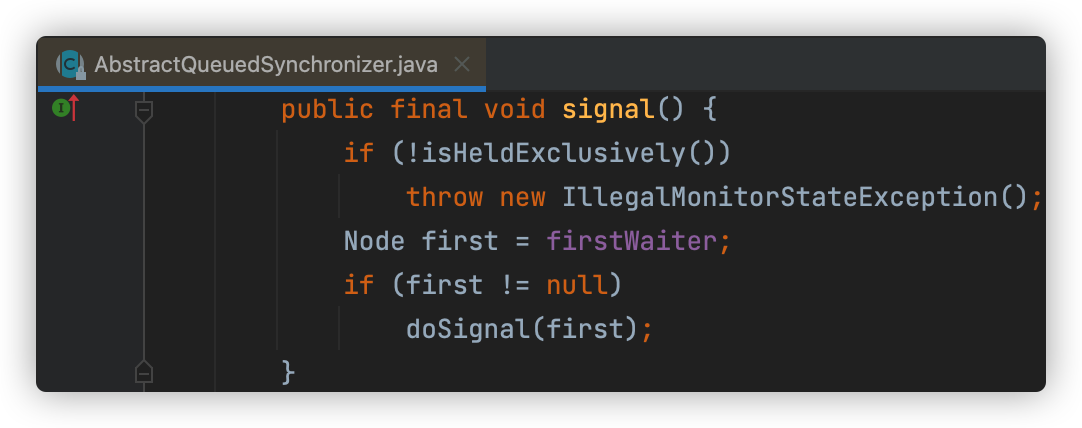 AbstractQueuedSynchronizer.java
public final void signal() {
    if (!isHeldExclusively())
        throw new IllegalMonitorStateException();
    Node first = firstWaiter;
    if (first != null)
        doSignal(first);
}